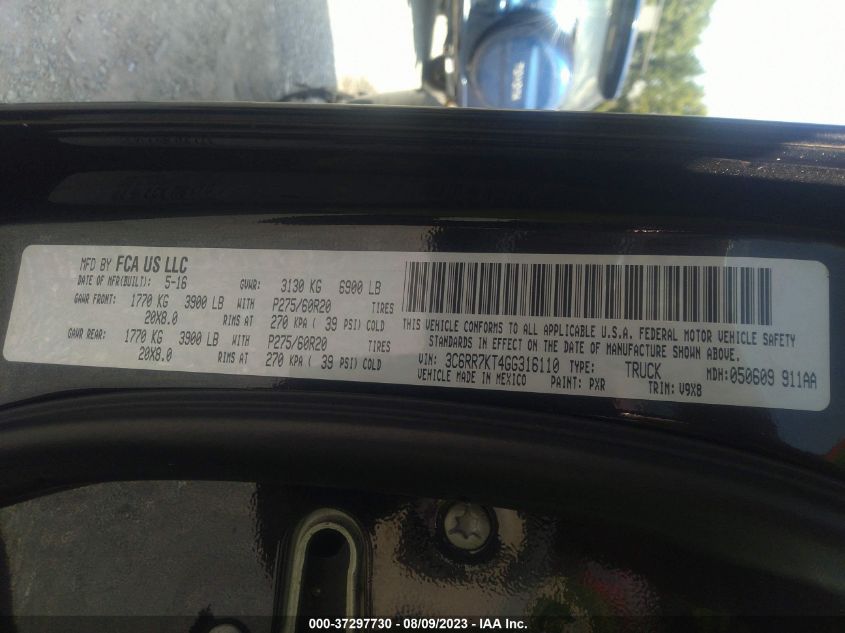 MFD BY FCA US LLC
DATE OF MFR(BUILT): 5-16 GVWR: 3130 KG 6900 LB
GAWR FRONT: 1770 KG 3900 LB WITH P275/60R20 TIRES
20X8.0 RIMS AT 270 KPA ( 39 PSI) COLD
GAWR REAR: 1770 KG 3900 LB WITH P275/60R20 TIRES
20X8.0 RIMS AT 270 KPA ( 39 PSI) COLD
THIS VEHICLE CONFORMS TO ALL APPLICABLE U.S.A. FEDERAL MOTOR VEHICLE SAFETY
STANDARDS IN EFFECT ON THE DATE OF MANUFACTURE SHOWN ABOVE.
VIN: 3C6RR7KT4GG316110 TYPE: TRUCK MDH: 050609 911AA
VEHICLE MADE IN MEXICO PAINT: PXR TRIM: V9X8
000-37297730 - 08/09/2023 - IAA Inc.